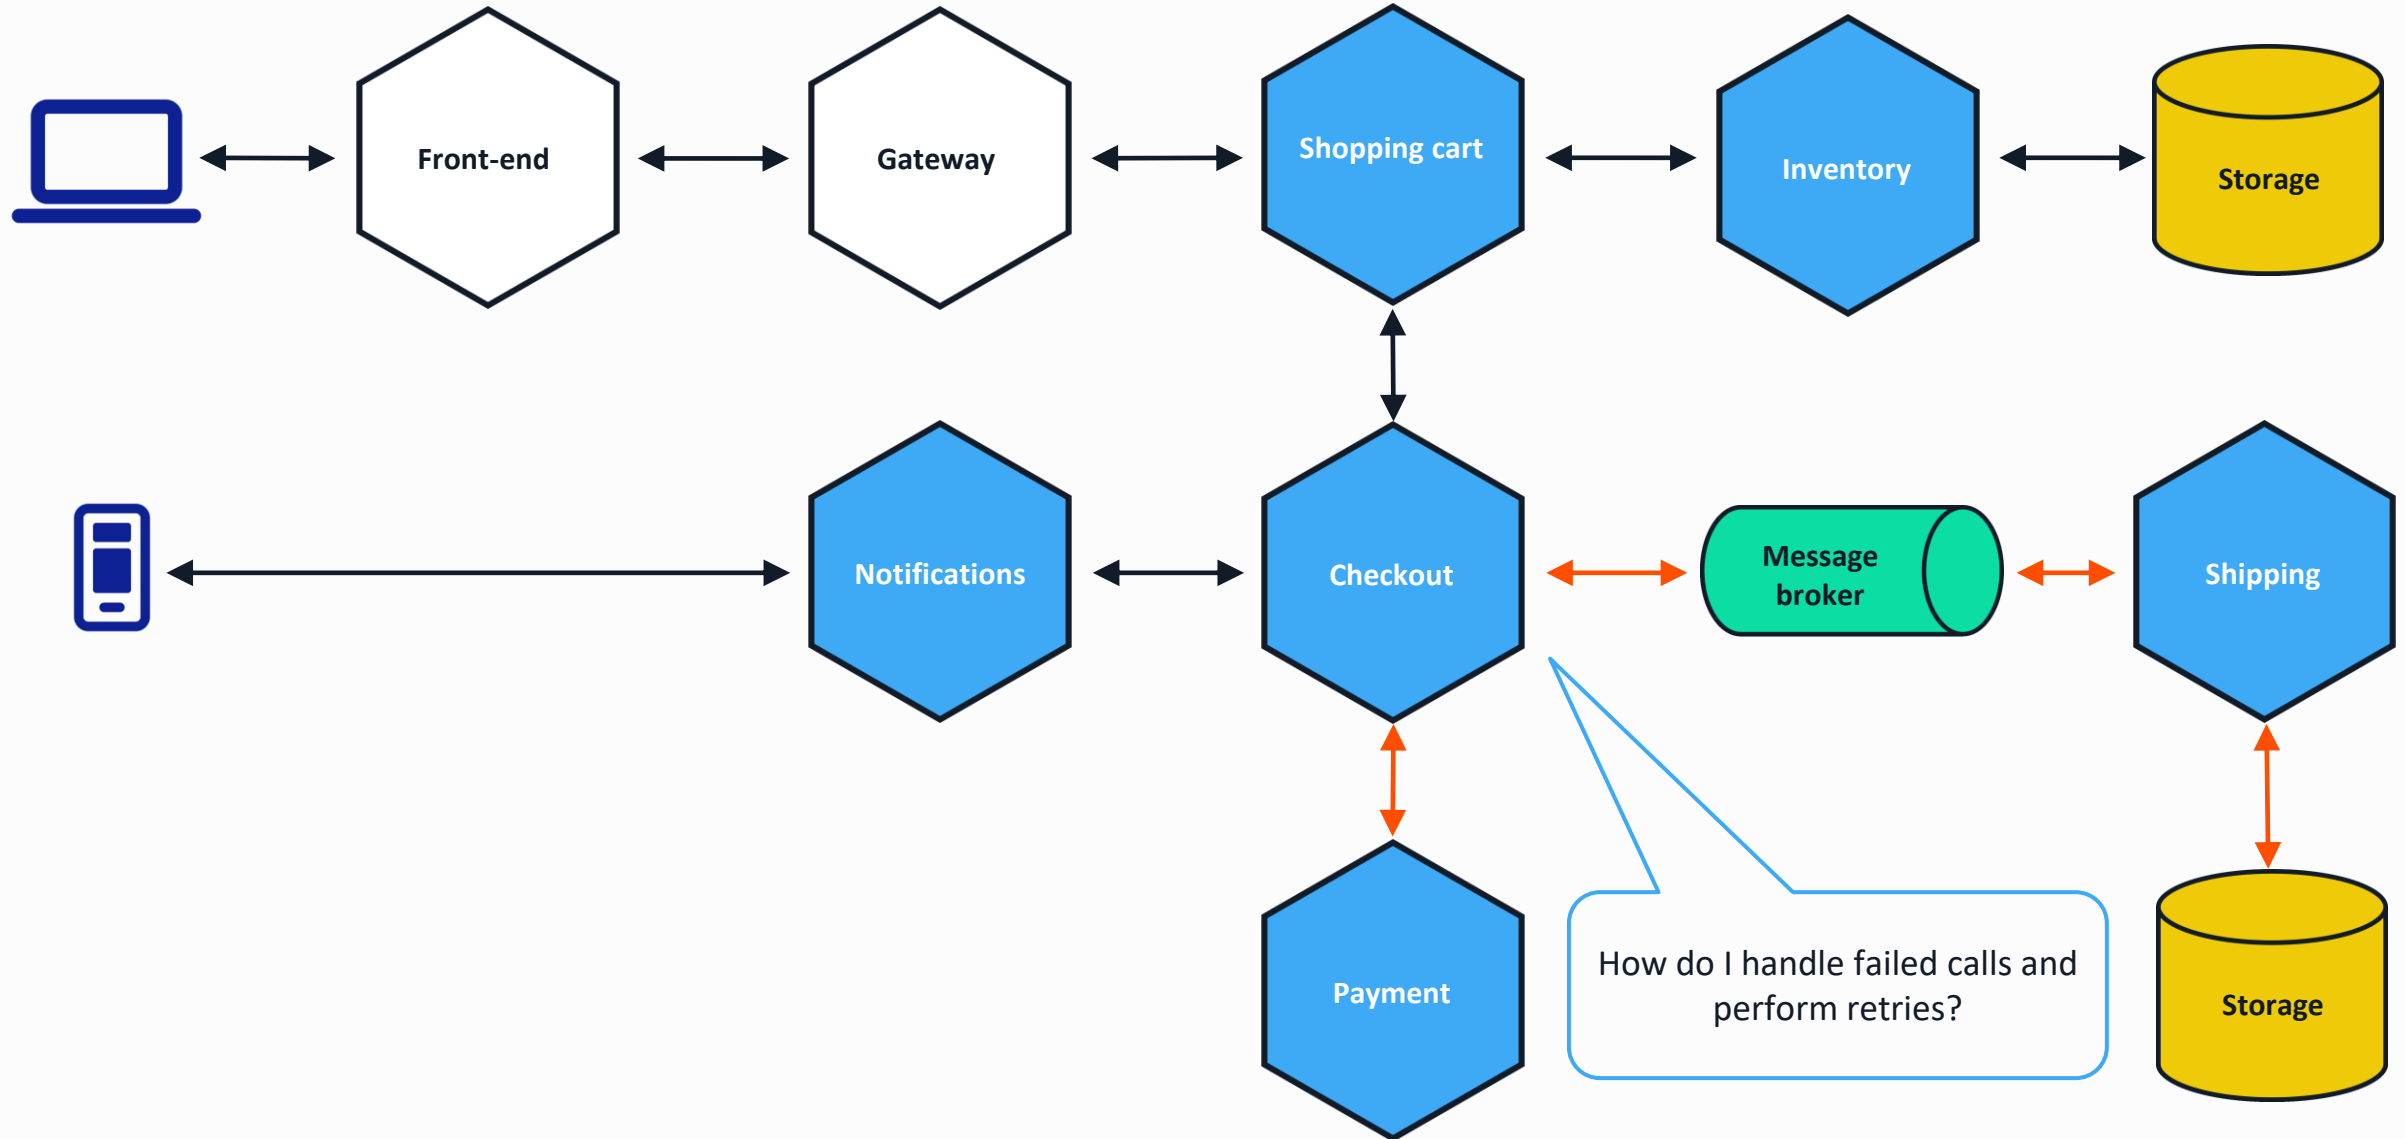 Front-end
Gateway
Shopping cart
Inventory
Storage
Notifications
Checkout
Message
broker
Shipping
Payment
How do I handle failed calls and
perform retries?
Storage